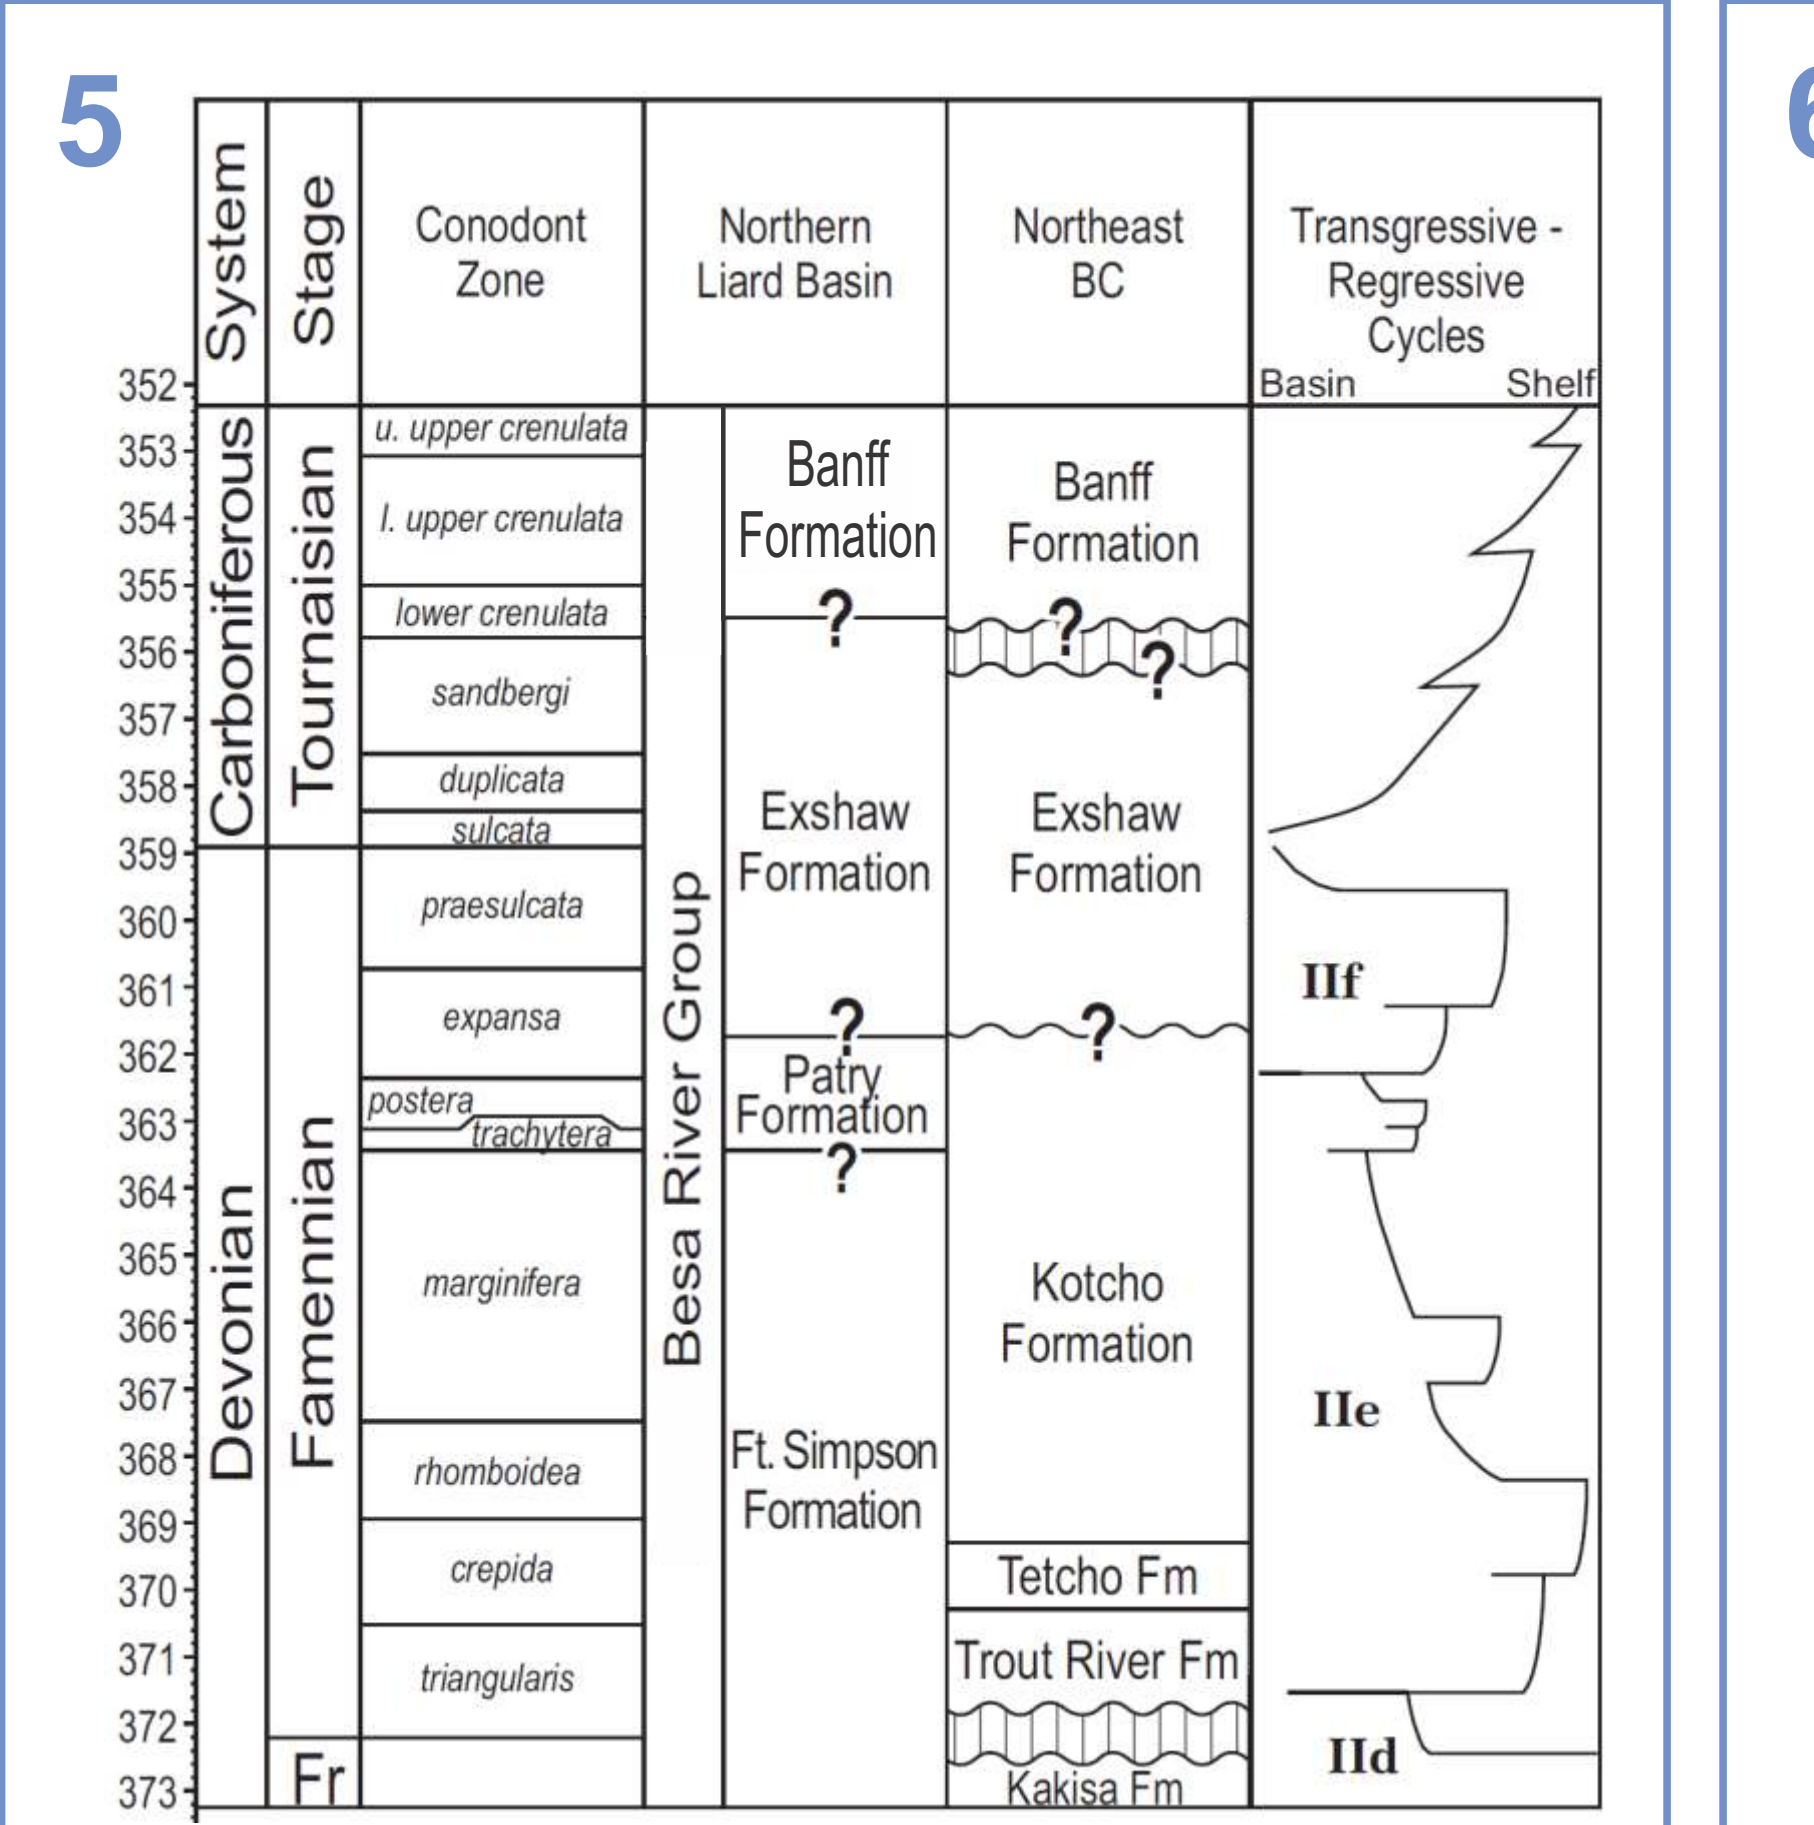 5
System
Stage
Conodont
Zone
Northern
Liard Basin
Northeast
BC
Transgressive -
Regressive
Cycles
Basin
Shelf
352
353
354
355
356
357
358
359
360
361
362
363
364
365
366
367
368
369
370
371
372
373
Carboniferous
Devonian
Tournaisian
Famennian
Fr
u. upper crenulata
l. upper crenulata
lower crenulata
sandbergi
duplicata
sulcata
praesulcata
expansa
postera
trachytera
marginifera
rhomboidea
crepida
triangularis
Besa River Group
Banff
Formation
?
Exshaw
Formation
?
Patry
Formation
?
Ft. Simpson
Formation
Banff
Formation
?
?
Exshaw
Formation
?
Kotcho
Formation
Tetcho Fm
Trout River Fm
Kakisa Fm
IIf
IIe
IId